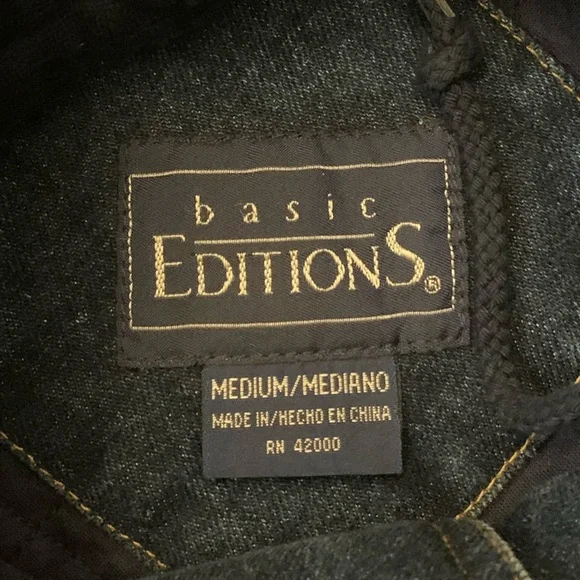 basic
EDITIONS®
MEDIUM/MEDIANO
MADE IN/HECHO EN CHINA
RN 42000